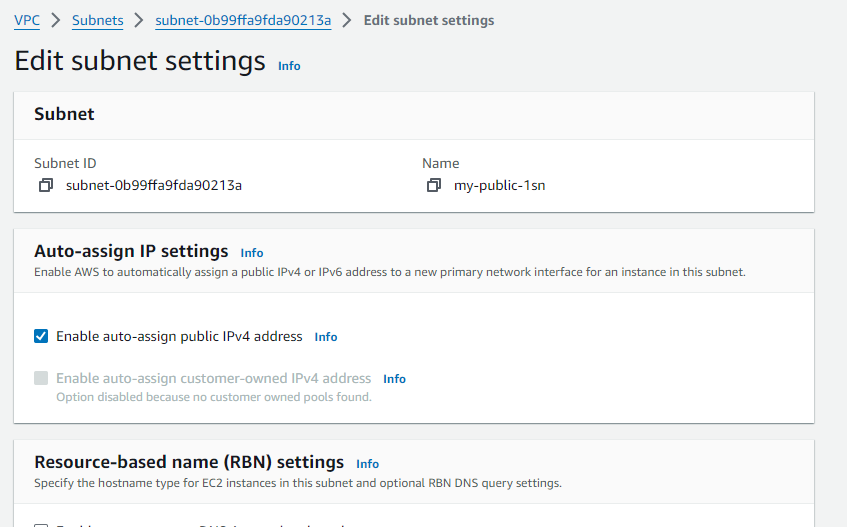 VPC > Subnets > subnet-0b99ffa9fda90213a > Edit subnet settings
Edit subnet settings Info
Subnet
Subnet ID
subnet-0b99ffa9fda90213a
Name
my-public-1sn
Auto-assign IP settings Info
Enable AWS to automatically assign a public IPv4 or IPv6 address to a new primary network interface for an instance in this subnet.
Enable auto-assign public IPv4 address Info
Enable auto-assign customer-owned IPv4 address Info
Option disabled because no customer owned pools found.
Resource-based name (RBN) settings Info
Specify the hostname type for EC2 instances in this subnet and optional RBN DNS query settings.